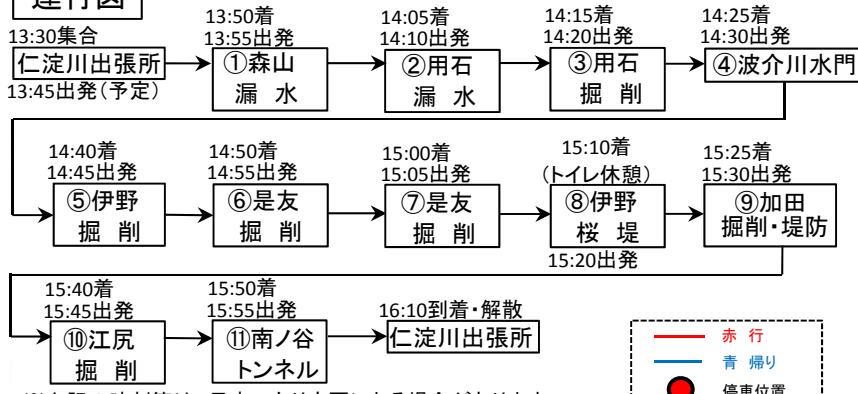 運行図
13:30集合
仁淀川出張所
13:45出発(予定)
13:50着
13:55出発
①森山
漏 水
14:05着
14:10出発
②用石
漏 水
14:15着
14:20出発
③用石
掘 削
14:25着
14:30出発
④波介川水門
14:40着
14:45出発
⑤伊野
掘 削
14:50着
14:55出発
⑥是友
掘 削
15:00着
15:05出発
⑦是友
掘 削
15:10着
(トイレ休憩)
⑧伊野
桜 堤
15:20出発
15:25着
15:30出発
⑨加田
掘削・堤防
15:40着
15:45出発
⑩江尻
掘 削
15:50着
15:55出発
⑪南ノ谷
トンネル
16:10到着・解散
仁淀川出張所
赤 行
青 帰り
停車位置